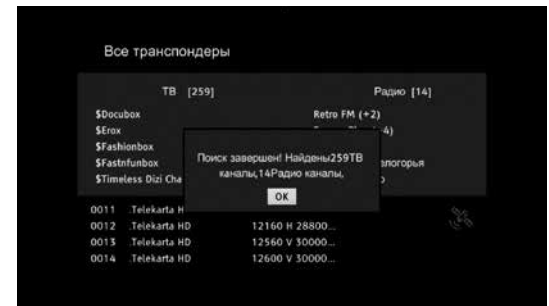 Все транспондеры
ТВ [259] Радио [14]
$Docubox Retro FM (+2)
$Erox 4)
$Fashionbox
Поиск завершен! Найдены259ТВ
$Fastnfunbox
каналы,14Радио каналы,
$Timeless Dizi Cha
OK
0011 .Telekarta H
0012 .Telekarta HD 12160 H 28800...
0013 .Telekarta HD 12560 V 30000...
0014 .Telekarta HD 12600 V 30000...